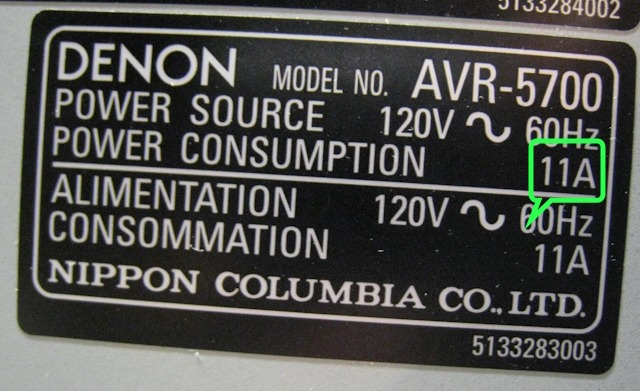 5133284002
DENON MODEL NO. AVR-5700
POWER SOURCE 120V ~ 60Hz
POWER CONSUMPTION 11A
ALIMENTATION 120V ~ 60Hz
CONSOMMATION 11A
NIPPON COLUMBIA CO., LTD.
5133283003